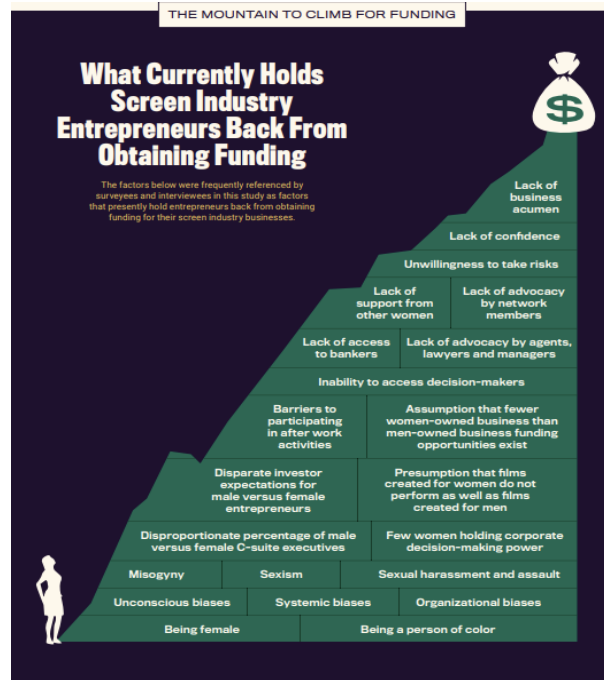 THE MOUNTAIN TO CLIMB FOR FUNDING
What Currently Holds
Screen Industry
Entrepreneurs Back From
Obtaining Funding
The factors below were frequently referenced by
surveyees and interviewees in this study as factors
that presently hold entrepreneurs back from obtaining
funding for their screen industry businesses.
$
Lack of
business
acumen
Lack of confidence
Unwillingness to take risks
Lack of
support from
other women
Lack of advocacy
by network
members
Lack of access
to bankers
Lack of advocacy by agents,
lawyers and managers
Inability to access decision-makers
Barriers to
participating
in after work
activities
Assumption that fewer
women-owned business than
men-owned business funding
opportunities exist
Disparate investor
expectations for
male versus female
entrepreneurs
Presumption that films
created for women do not
perform as well as films
created for men
Disproportionate percentage of male
versus female C-suite executives
Few women holding corporate
decision-making power
Misogyny
Sexism
Sexual harassment and assault
Unconscious biases
Systemic biases
Organizational biases
Being female
Being a person of color